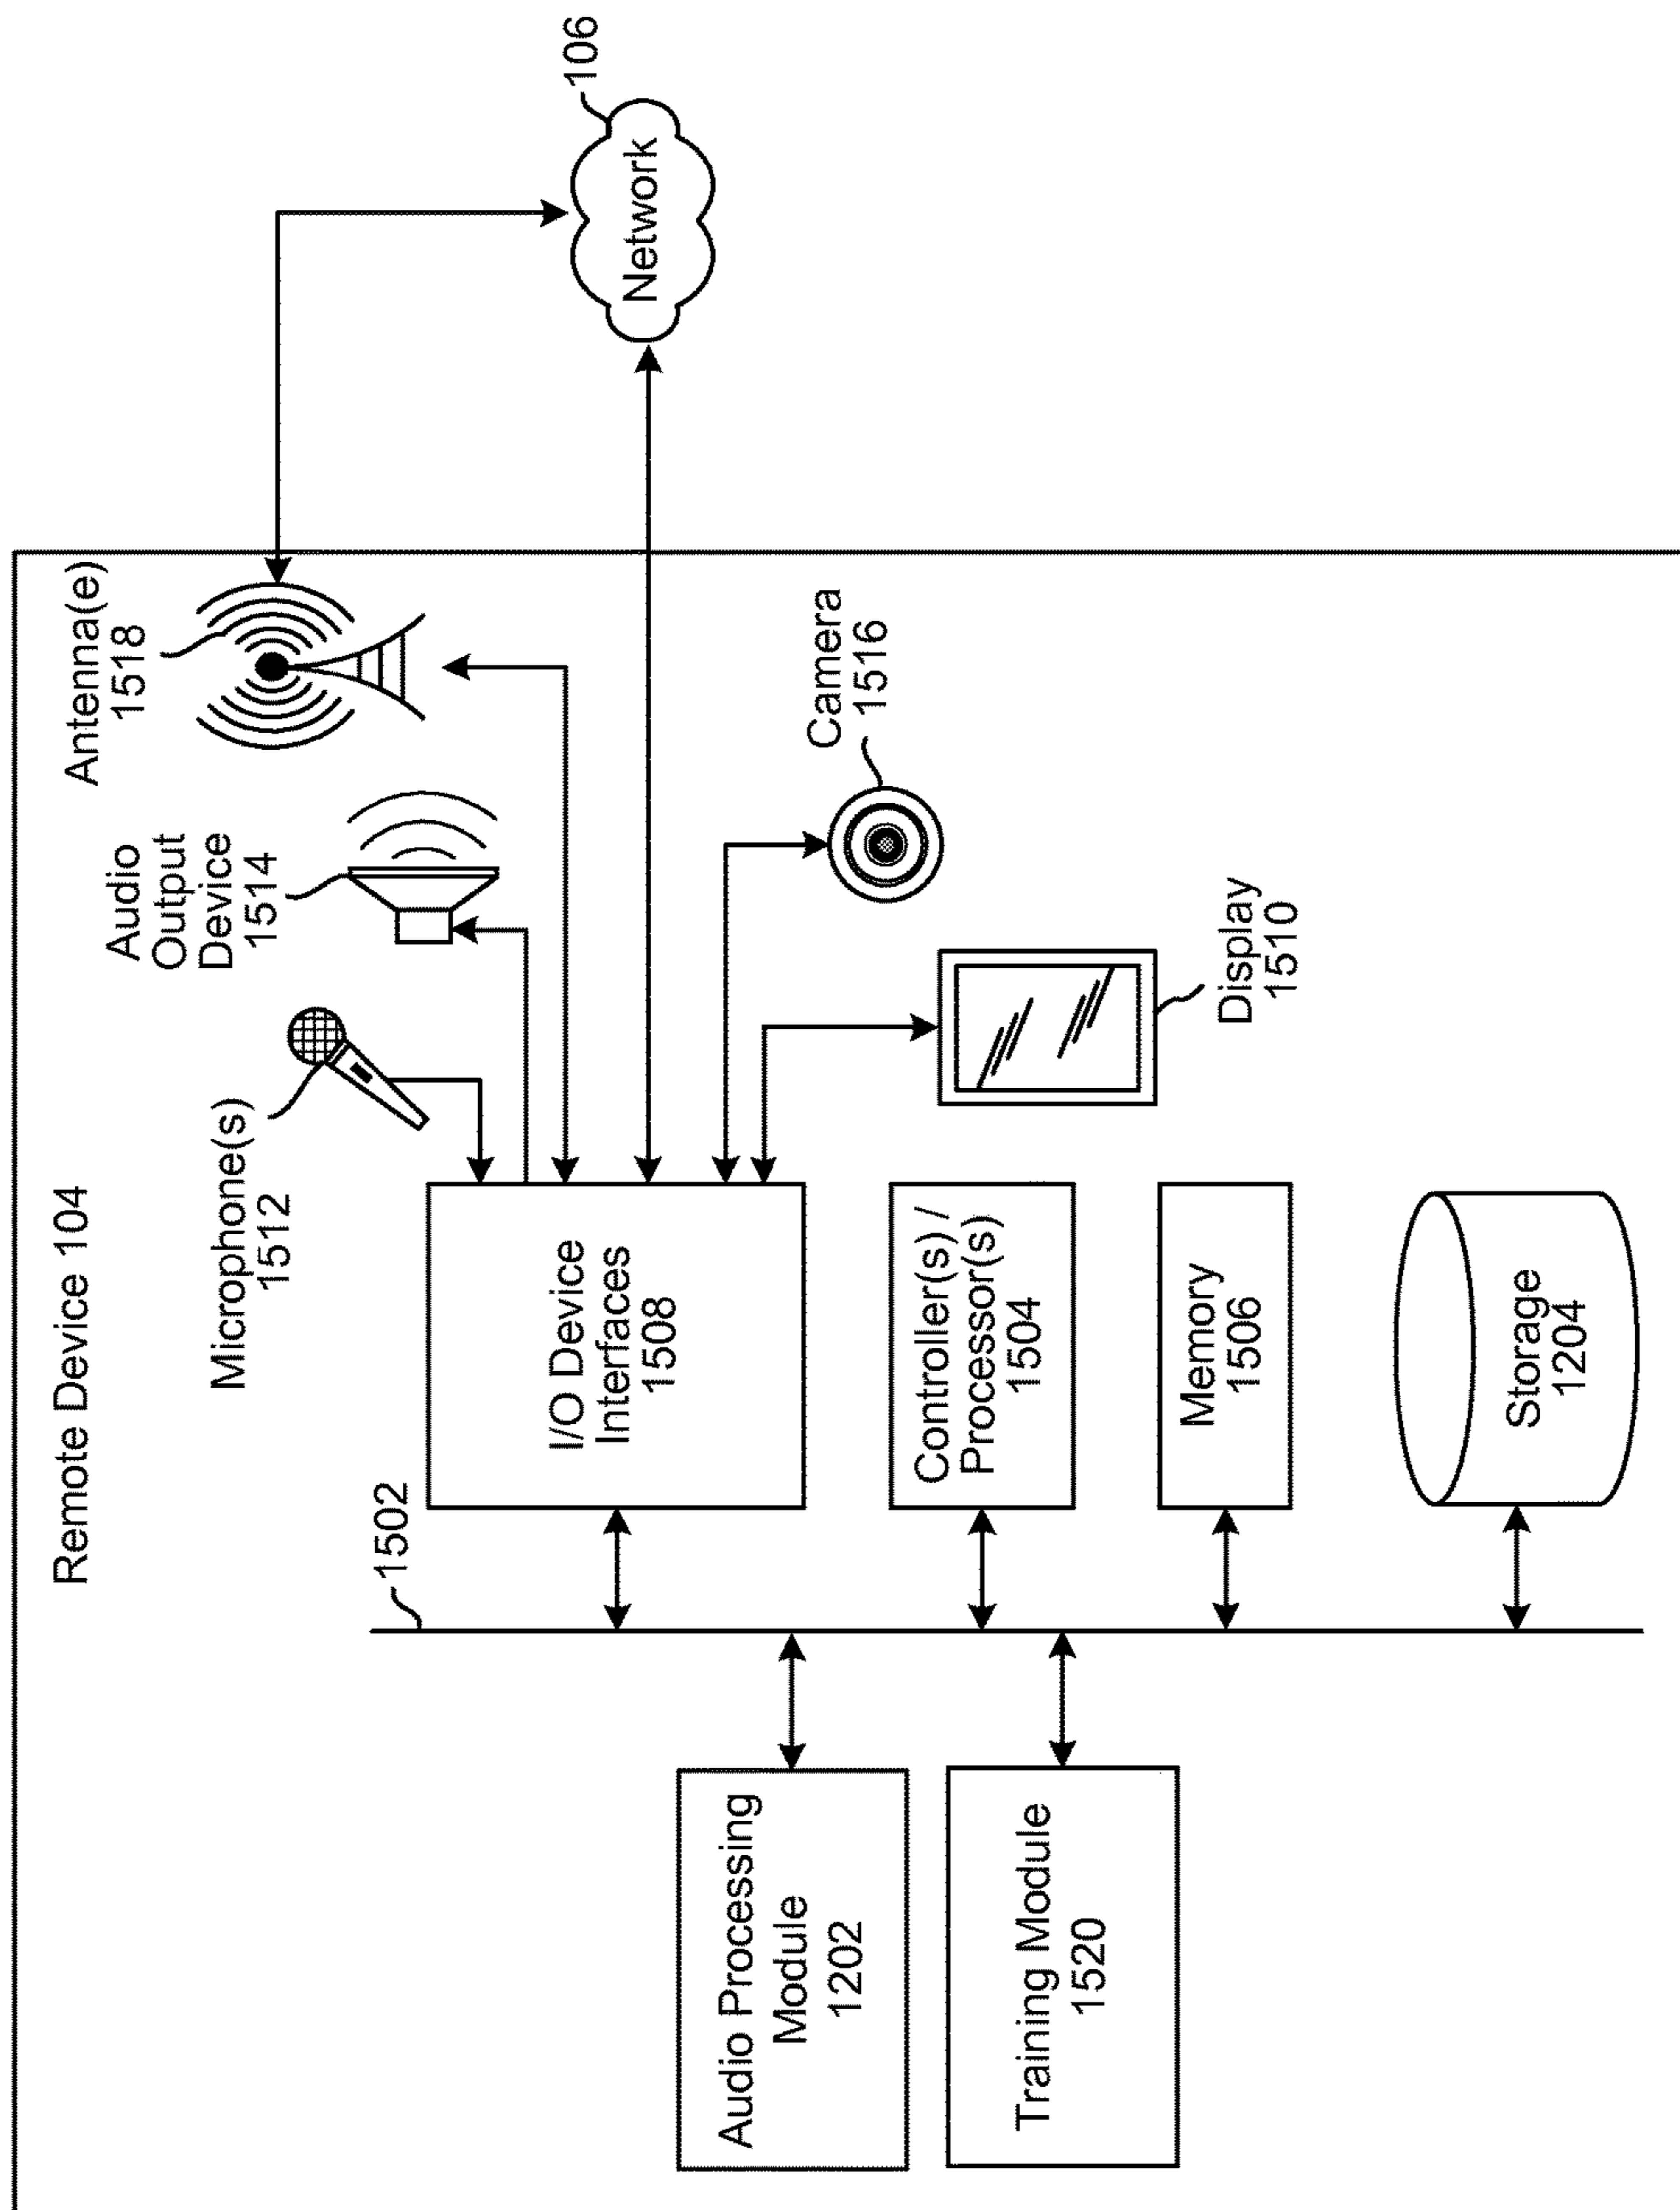 Remote Device 104
Antenna(e)
1518
Audio
Output
Device
1514
Microphone(s)
1512
1502
106
Network
I/O Device
Interfaces
1508
Camera
1516
Audio Processing
Module
1202
Controller(s) /
Processor(s)
1504
Display
1510
Training Module
1520
Memory
1506
Storage
1204